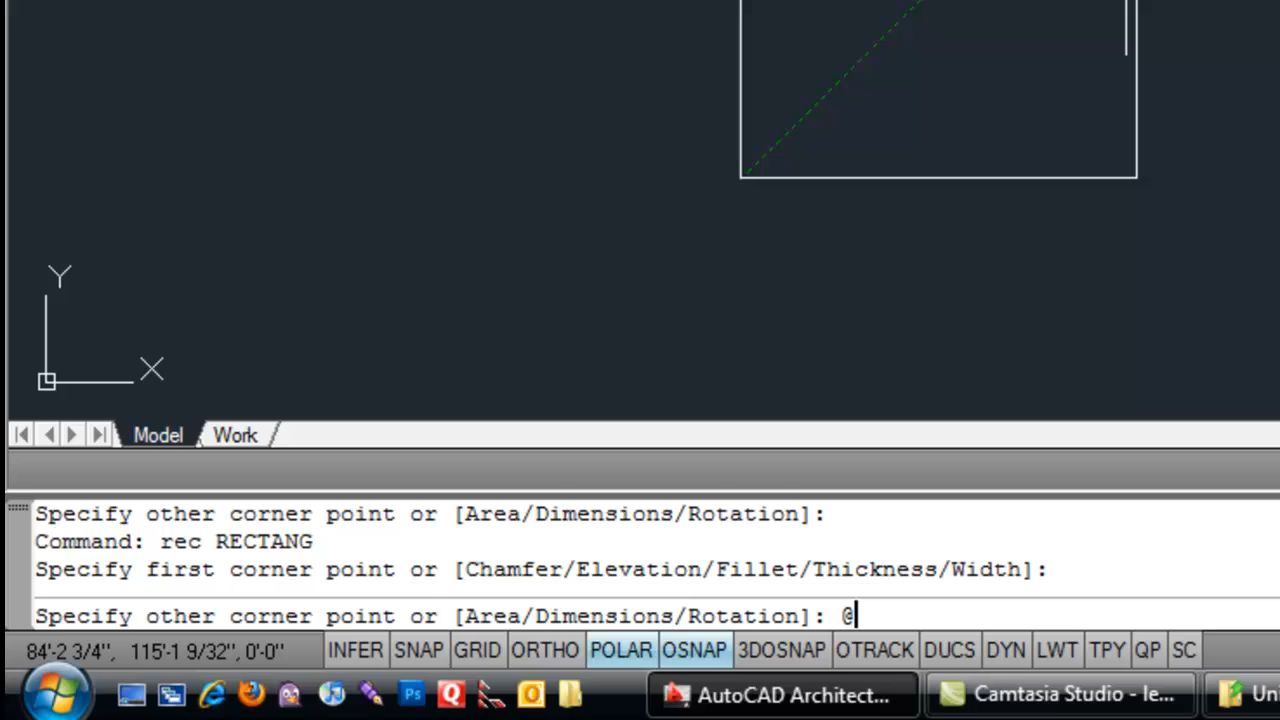 Y
X
Model Work
Specify other corner point or [Area/Dimensions/Rotation]:
Command: rec RECTANG
Specify first corner point or [Chamfer/Elevation/Fillet/Thickness/Width]:
Specify other corner point or [Area/Dimensions/Rotation]: @
84'-2 3/4", 115'-1 9/32", 0'-0" INFER SNAP GRID ORTHO POLAR OSNAP 3DOSNAP OTRACK DUCS DYN LWT TPY QP SC
Ps Q O AutoCAD Architect... Camtasia Studio - le... Un